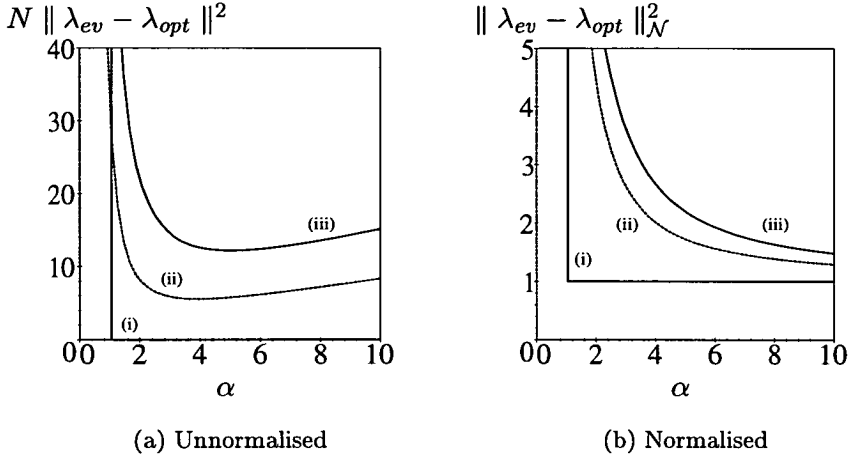 N ∥ λ_ev − λ_opt ∥²
40
30
20
10
0
0 2 4 6 8 10
α
(i)
(ii)
(iii)
(a) Unnormalised
∥ λ_ev − λ_opt ∥²_𝒩
5
4
3
2
1
0
0 2 4 6 8 10
α
(i)
(ii)
(iii)
(b) Normalised